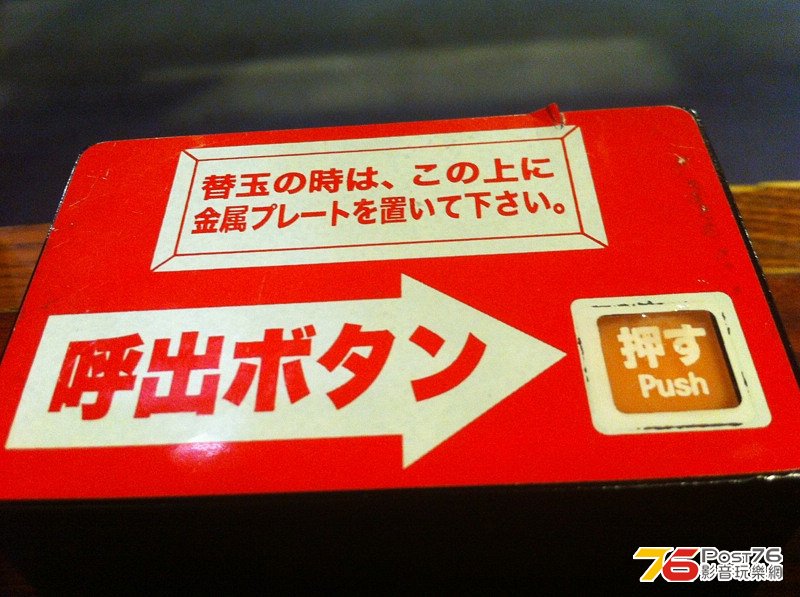 替玉の時は、この上に
金属プレートを置いて下さい。
呼出ボタン
押す
Push
76 POST76
影音玩樂網